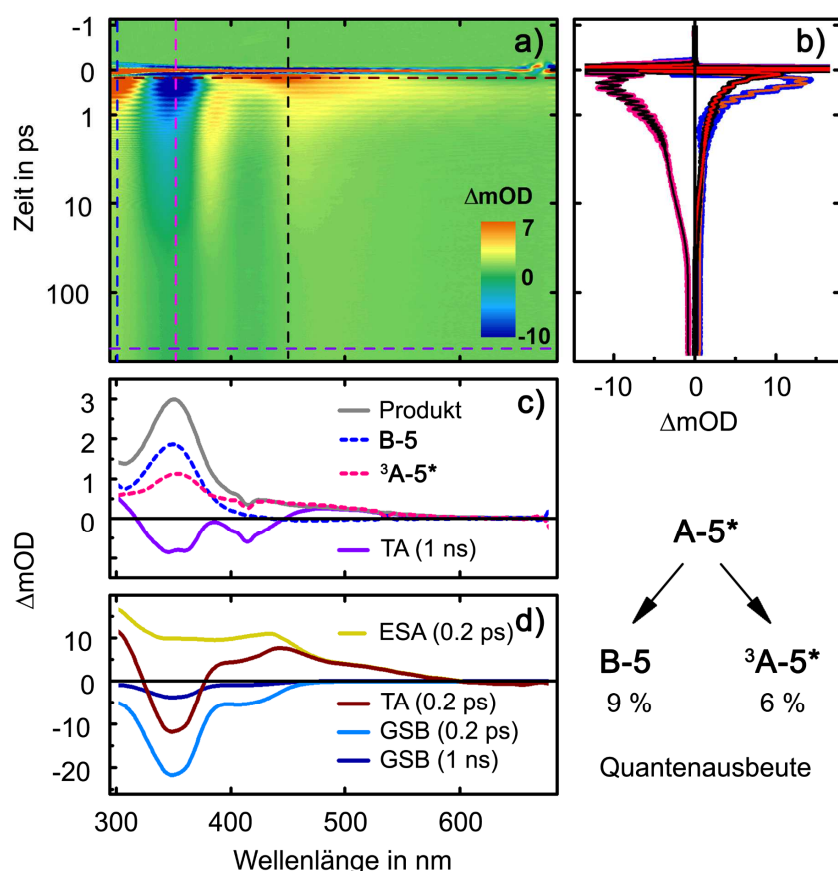 a)
b)
-1
0
1
10
100
Zeit in ps
ΔmOD
7
0
-10
-10 0 10
ΔmOD
c)
3
2
1
0
Produkt
B-5
³A-5*
TA (1 ns)
ΔmOD
d)
10
0
-10
-20
ESA (0.2 ps)
TA (0.2 ps)
GSB (0.2 ps)
GSB (1 ns)
300 400 500 600
Wellenlänge in nm
A-5*
B-5 ³A-5*
9 % 6 %
Quantenausbeute